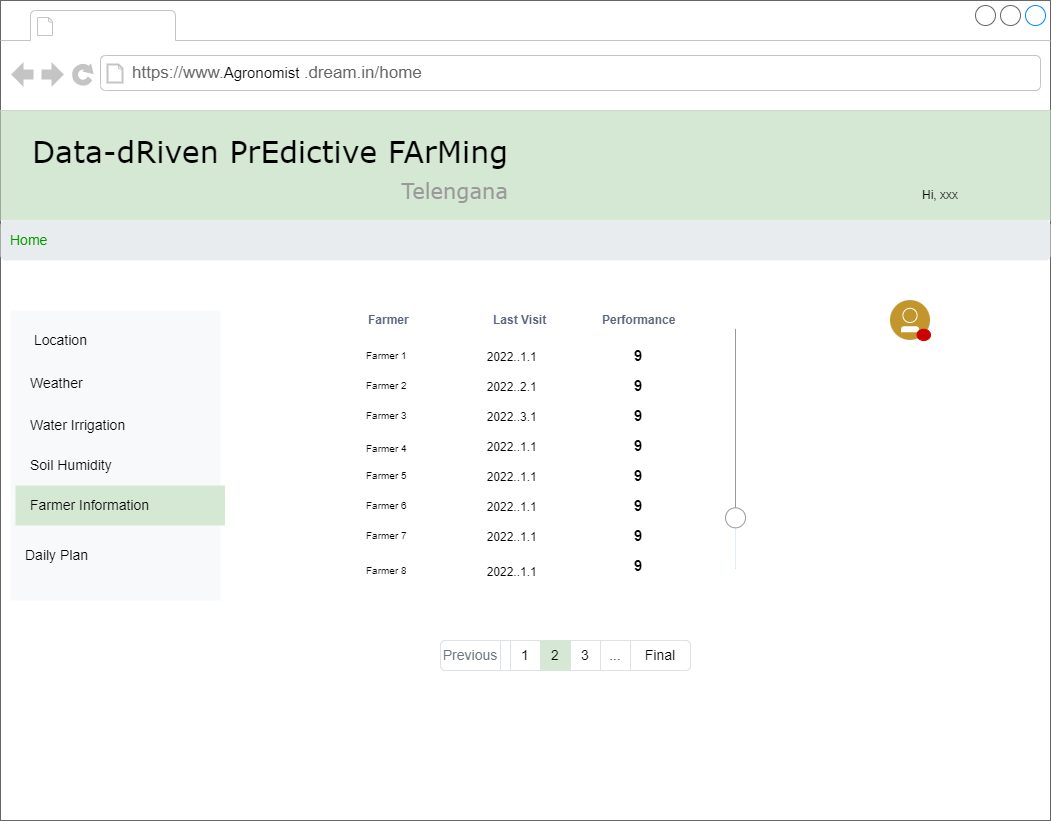 https://www.Agronomist .dream.in/home
Data-dRiven PrEdictive FArMing
Telengana
Hi, xxx
Home
Location
Weather
Water Irrigation
Soil Humidity
Farmer Information
Daily Plan
Farmer Last Visit Performance
Farmer 1 2022..1.1 9
Farmer 2 2022..2.1 9
Farmer 3 2022..3.1 9
Farmer 4 2022..1.1 9
Farmer 5 2022..1.1 9
Farmer 6 2022..1.1 9
Farmer 7 2022..1.1 9
Farmer 8 2022..1.1 9
Previous 1 2 3 ... Final